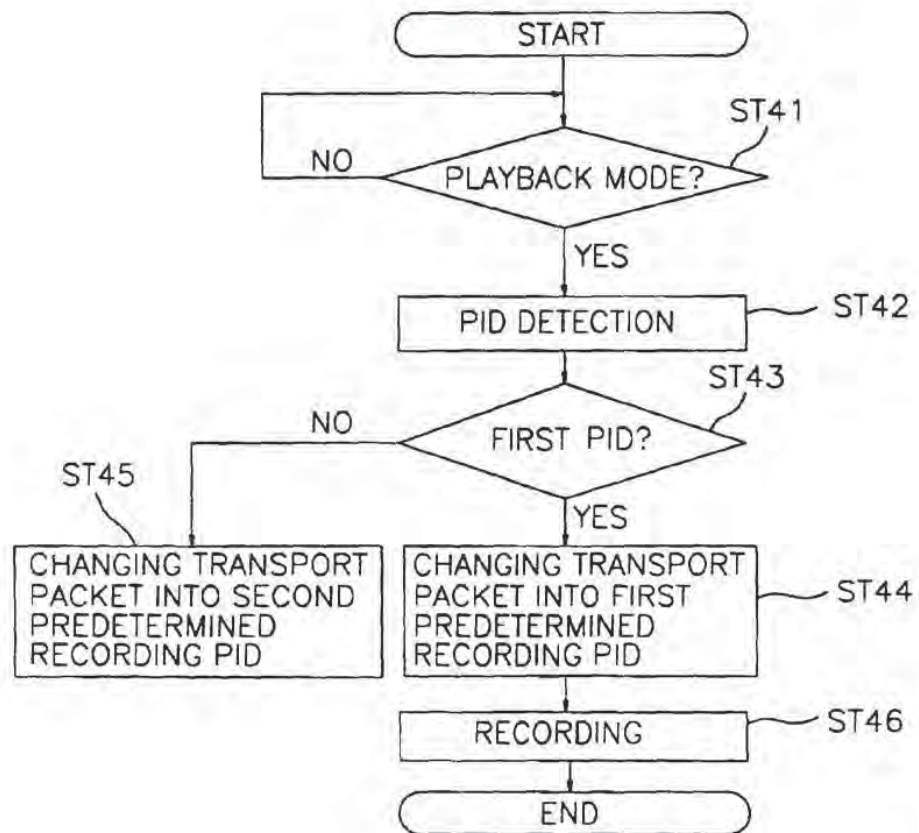 START
ST41
NO
PLAYBACK MODE?
YES
PID DETECTION
ST42
ST43
NO
FIRST PID?
ST45
YES
CHANGING TRANSPORT
PACKET INTO SECOND
PREDETERMINED
RECORDING PID
CHANGING TRANSPORT
PACKET INTO FIRST
PREDETERMINED
RECORDING PID
ST44
RECORDING
ST46
END